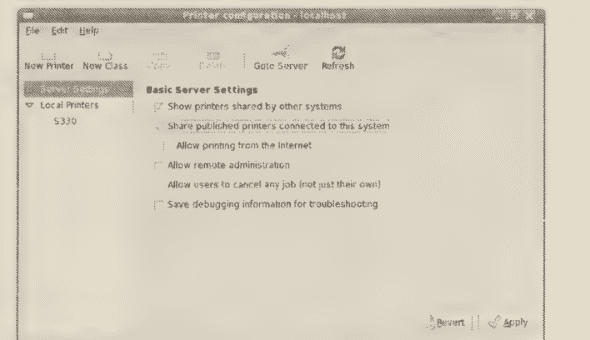 Printer configuration - localhost
File Edit Help
New Printer New Class Goto Server Refresh
Server Settings
Local Printers
S330
Basic Server Settings
Show printers shared by other systems
Share published printers connected to this system
Allow printing from the Internet
Allow remote administration
Allow users to cancel any job (not just their own)
Save debugging information for troubleshooting
Revert Apply